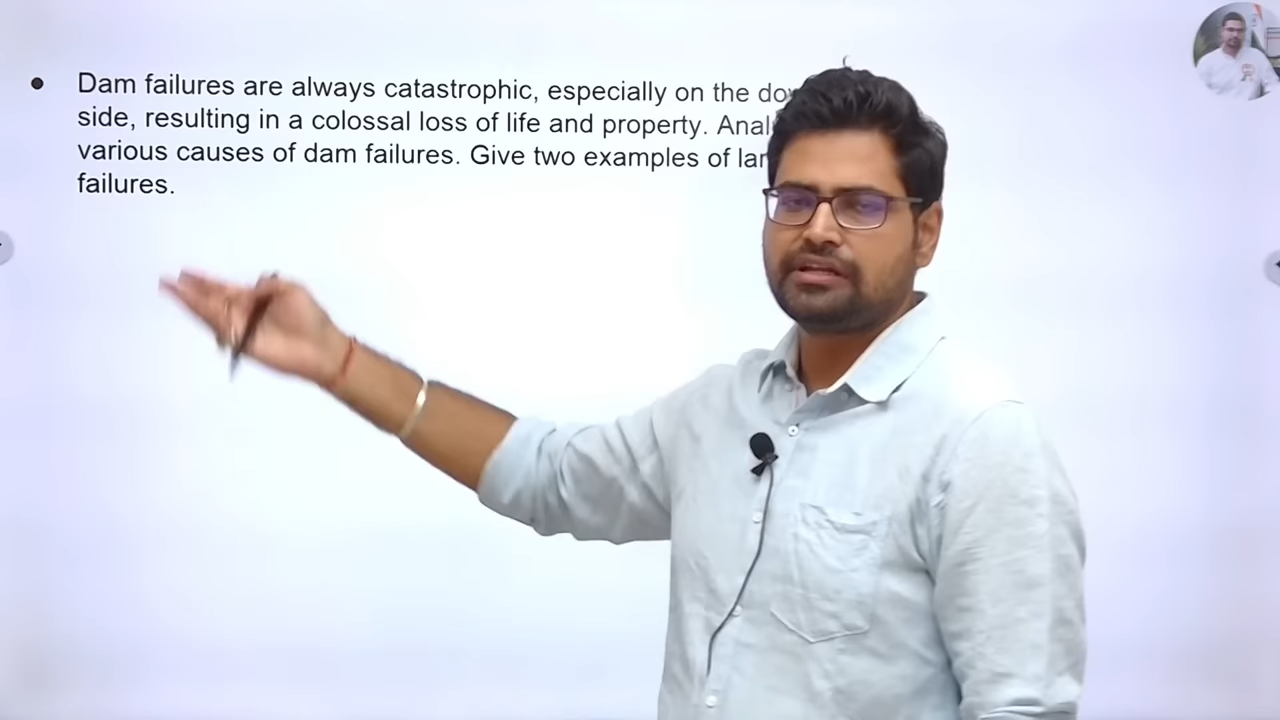 Dam failures are always catastrophic, especially on the
side, resulting in a colossal loss of life and property.
various causes of dam failures. Give two examples of
failures.